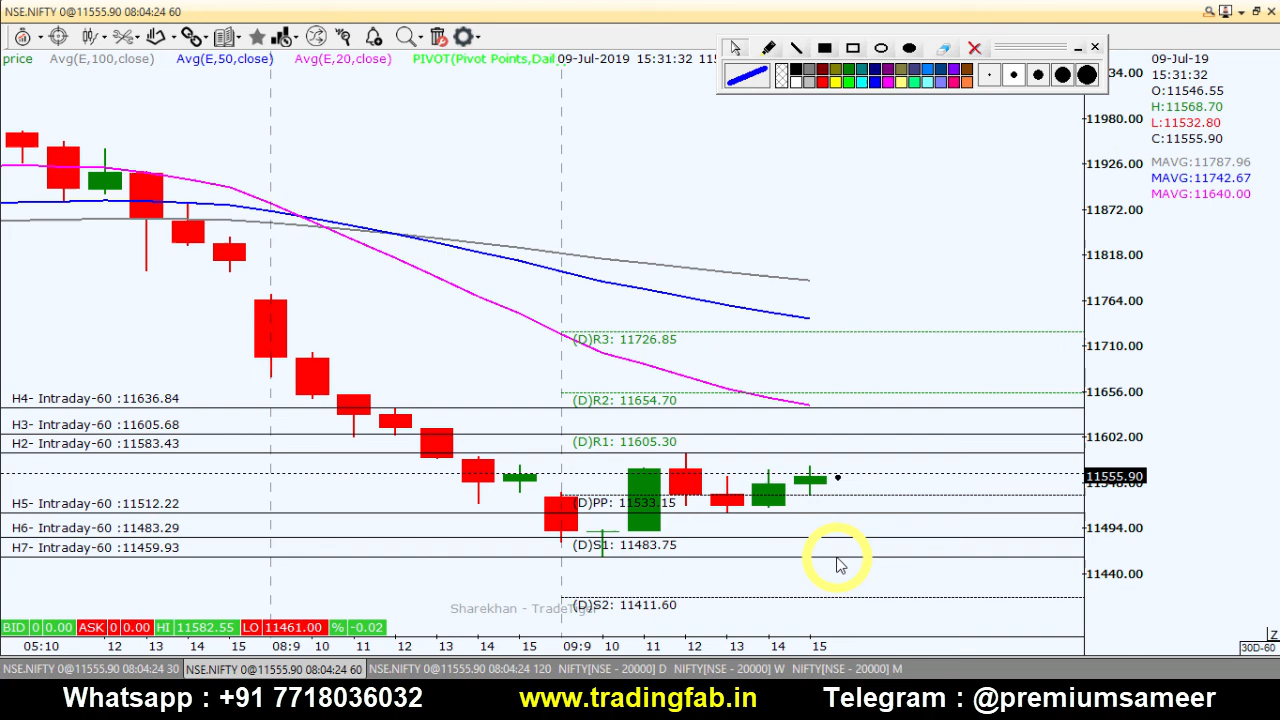 NSE.NIFTY 0@11555.90 08:04:24 60
price Avg(E,100,close) Avg(E,50,close) Avg(E,20,close) PIVOT(Pivot Points,Dail 09-Jul-2019 15:31:32
09-Jul-19
15:31:32
O:11546.55
H:11568.70
L:11532.80
C:11555.90
MAVG:11787.96
MAVG:11742.67
MAVG:11640.00
11980.00
11926.00
11872.00
11818.00
11764.00
11710.00
11656.00
11602.00
11555.90
11494.00
11440.00
(D)R3: 11726.85
H4- Intraday-60 :11636.84
(D)R2: 11654.70
H3- Intraday-60 :11605.68
H2- Intraday-60 :11583.43
(D)R1: 11605.30
H5- Intraday-60 :11512.22
(D)PP: 11533.15
H6- Intraday-60 :11483.29
H7- Intraday-60 :11459.93
(D)S1: 11483.75
(D)S2: 11411.60
Sharekhan - TradeTiger
BID 0 0.00 ASK 0 0.00 HI 11582.55 LO 11461.00 % -0.02
05:10 12 13 14 15 08:9 10 11 12 13 14 15 09:9 10 11 12 13 14 15
Z
30D-60
NSE.NIFTY 0@11555.90 08:04:24 30 NSE.NIFTY 0@11555.90 08:04:24 60 NSE.NIFTY 0@11555.90 08:04:24 120 NIFTY[NSE - 20000] D NIFTY[NSE - 20000] W NIFTY[NSE - 20000] M
Whatsapp : +91 7718036032 www.tradingfab.in Telegram : @premiumsameer